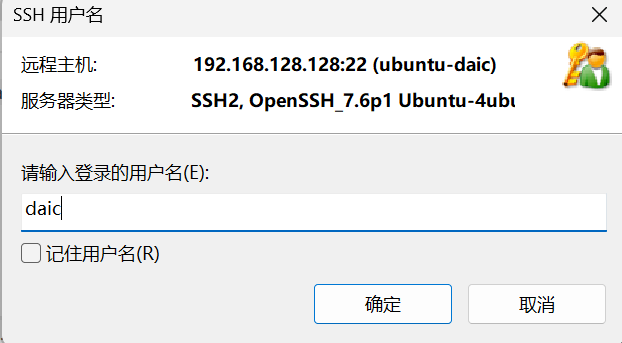 SSH 用户名
远程主机: 192.168.128.128:22 (ubuntu-daic)
服务器类型: SSH2, OpenSSH_7.6p1 Ubuntu-4ubu
请输入登录的用户名(E):
daic
记住用户名(R)
确定 取消